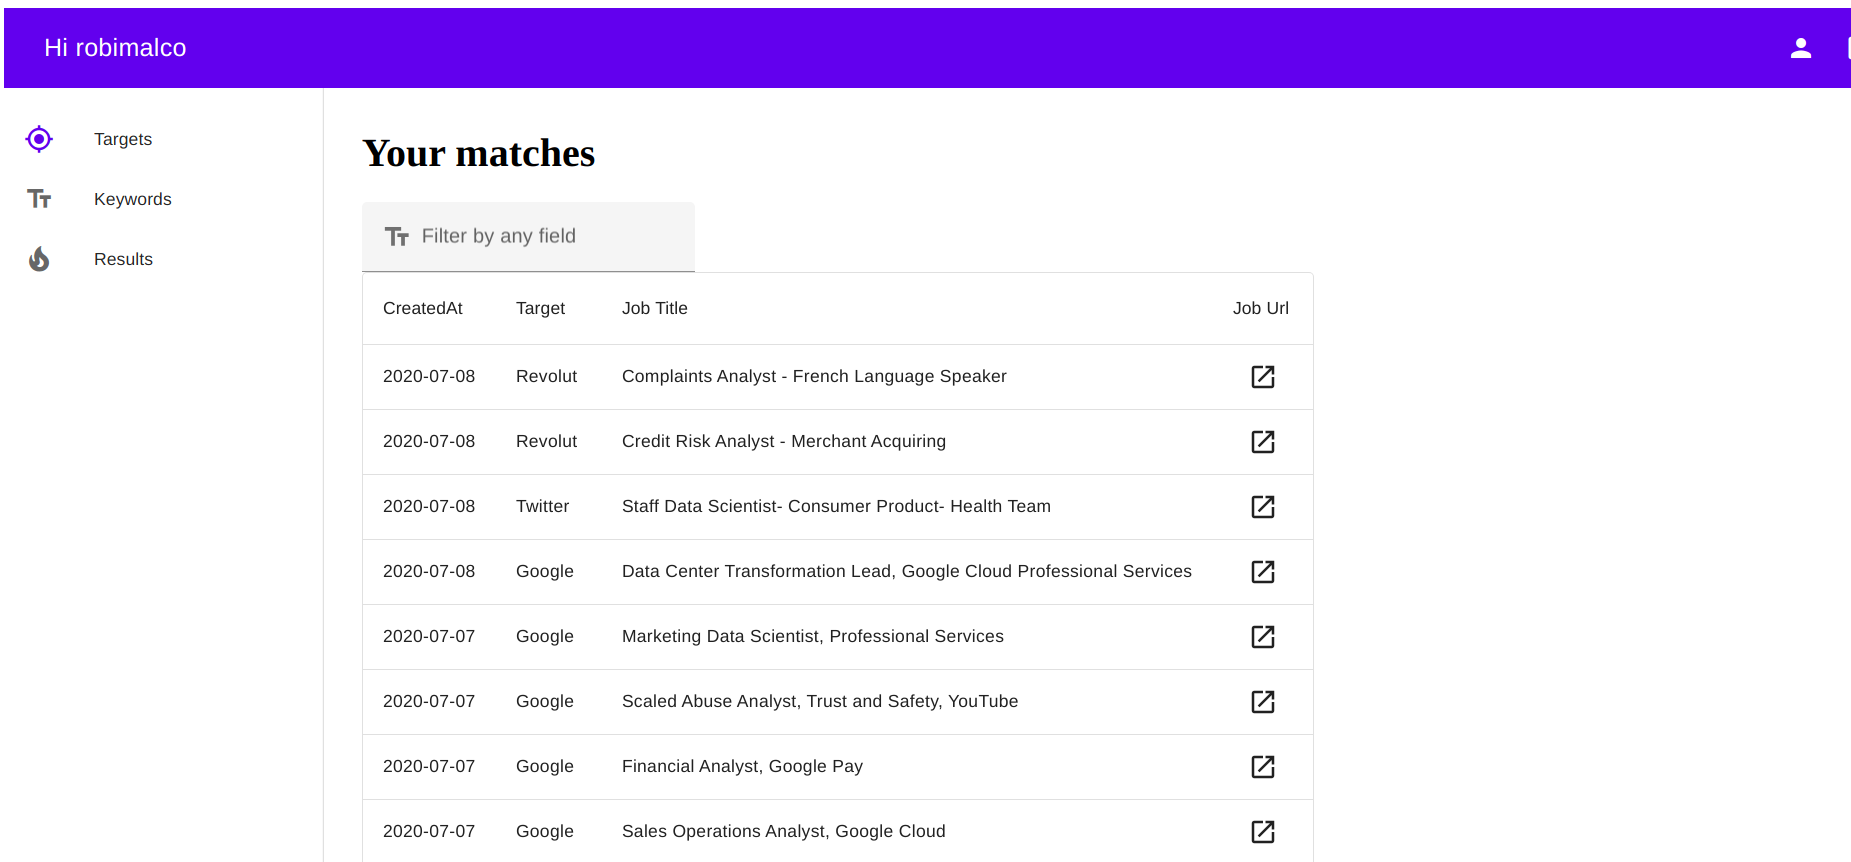 Hi robimalco
Targets
Keywords
Results
Your matches
Filter by any field
CreatedAt Target Job Title Job Url
2020-07-08 Revolut Complaints Analyst - French Language Speaker
2020-07-08 Revolut Credit Risk Analyst - Merchant Acquiring
2020-07-08 Twitter Staff Data Scientist- Consumer Product- Health Team
2020-07-08 Google Data Center Transformation Lead, Google Cloud Professional Services
2020-07-07 Google Marketing Data Scientist, Professional Services
2020-07-07 Google Scaled Abuse Analyst, Trust and Safety, YouTube
2020-07-07 Google Financial Analyst, Google Pay
2020-07-07 Google Sales Operations Analyst, Google Cloud